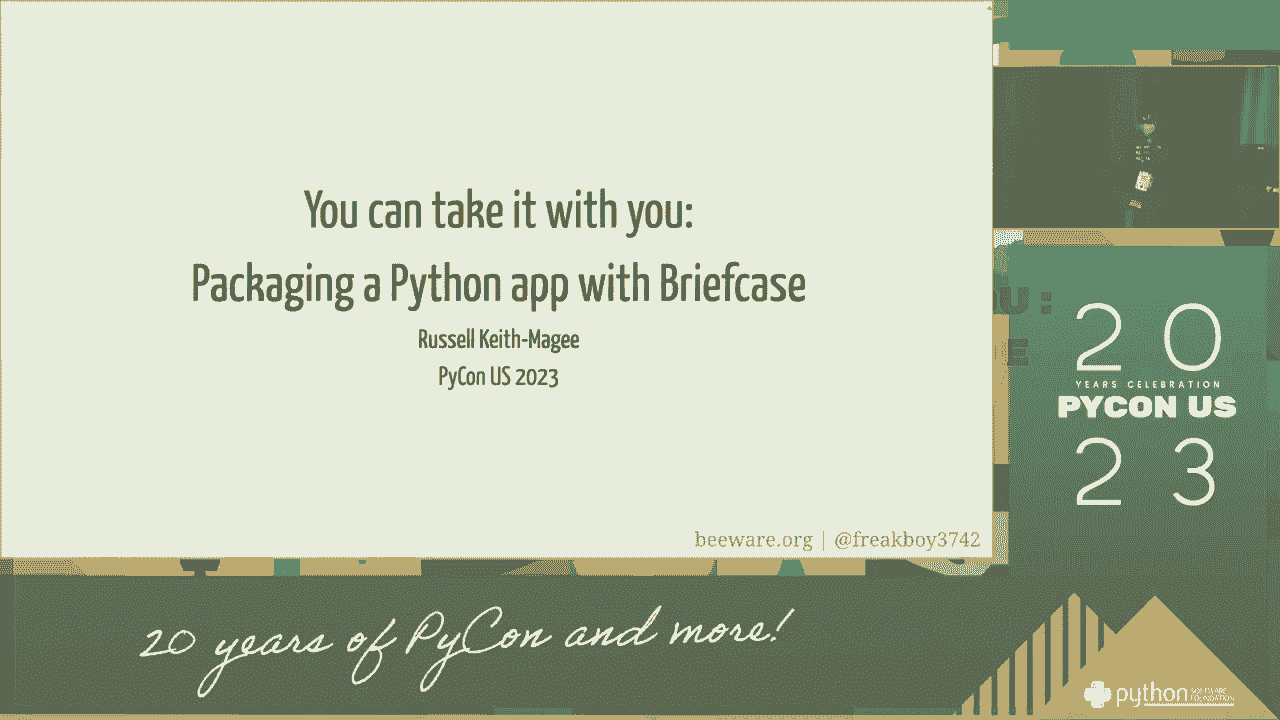 You can take it with you:
Packaging a Python app with Briefcase
Russell Keith-Magee
PyCon US 2023
beeware.org | @freakboy3742
U:
E
20
YEARS CELEBRATION
PYCON US
23
20 years of PyCon and more!
python SOFTWARE
FOUNDATION